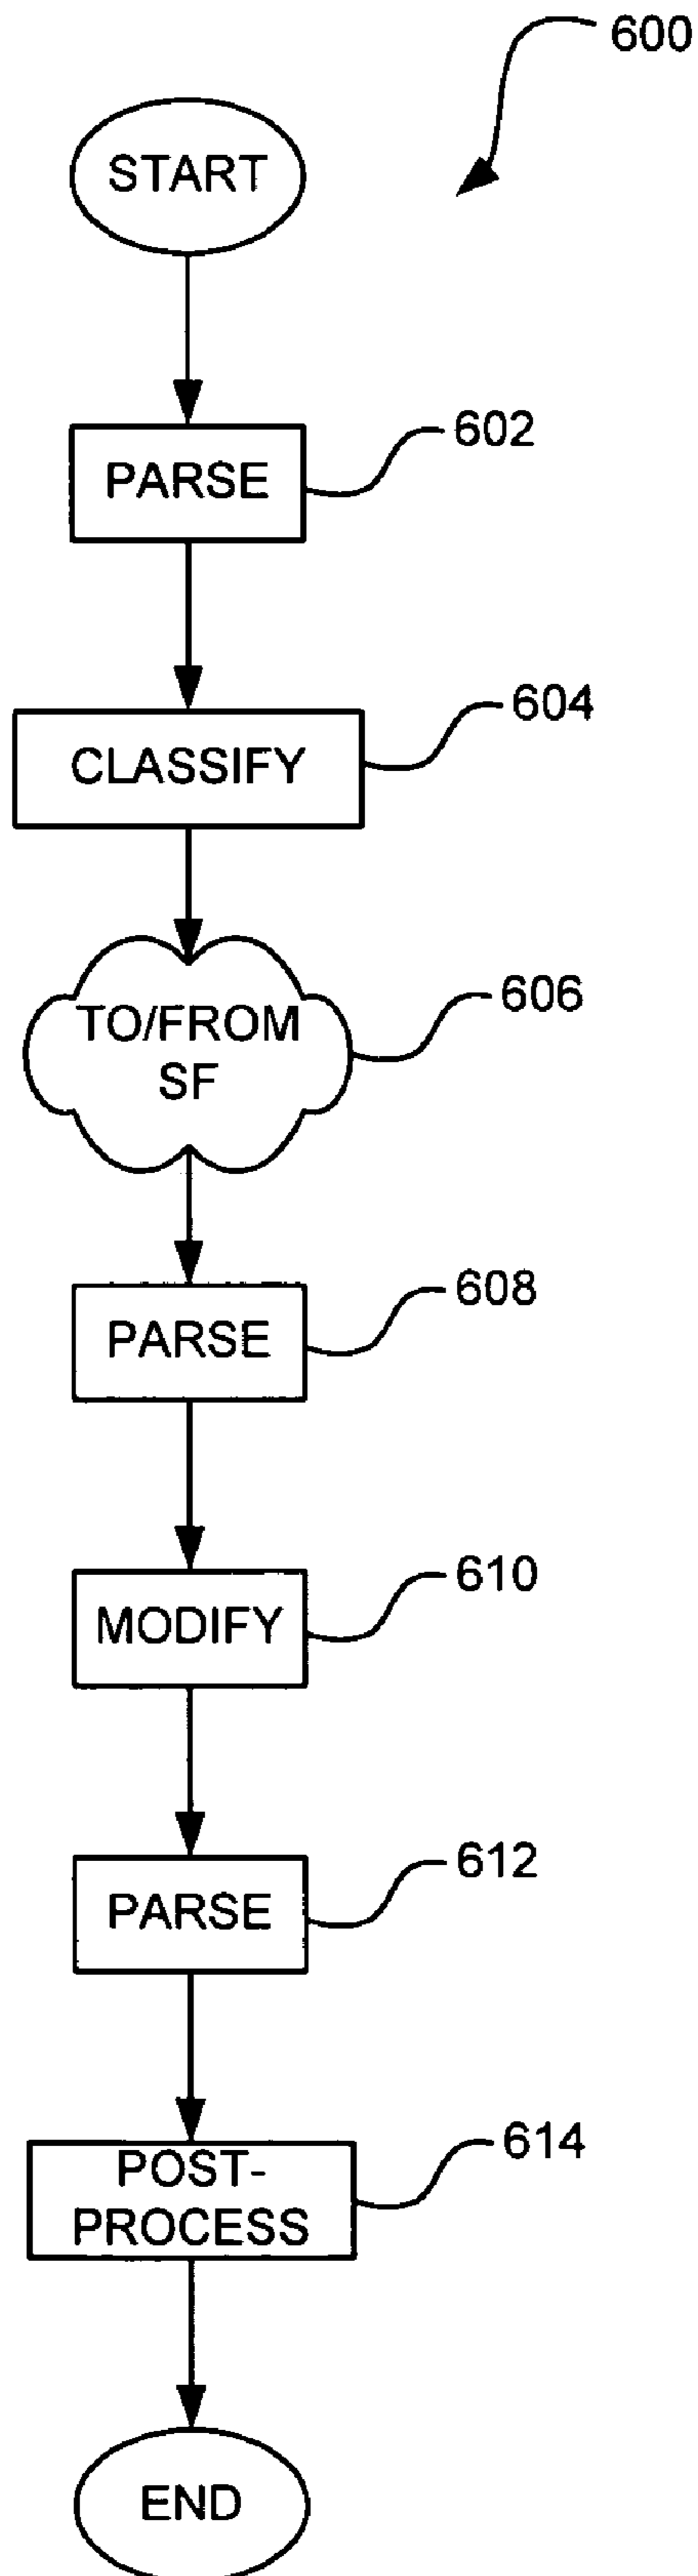 600
START
PARSE
602
CLASSIFY
604
TO/FROM
SF
606
PARSE
608
MODIFY
610
PARSE
612
POST-
PROCESS
614
END